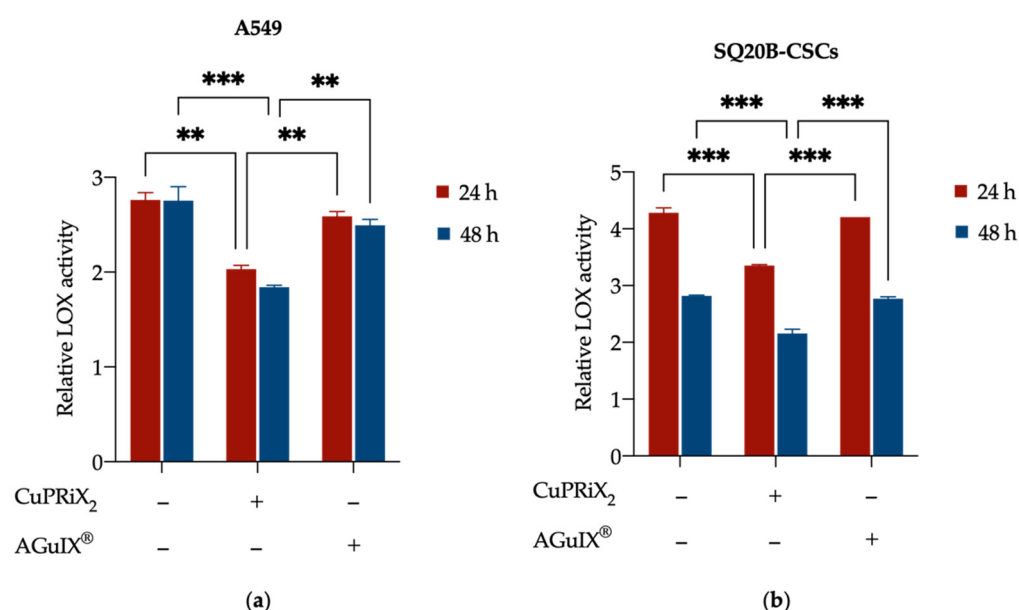 A549
*** **
** **
Relative LOX activity
3
2
1
0
24 h
48 h
CuPRiX2 – + –
AGuIX® – – +
(a)
SQ20B-CSCs
*** ***
*** ***
Relative LOX activity
5
4
3
2
1
0
24 h
48 h
CuPRiX2 – + –
AGuIX® – – +
(b)